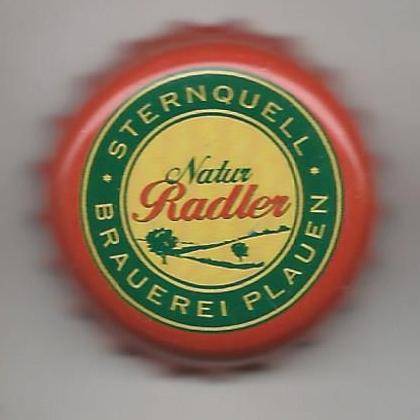 STERNQUELL
Natur
Radler
BRAUEREI PLAUEN